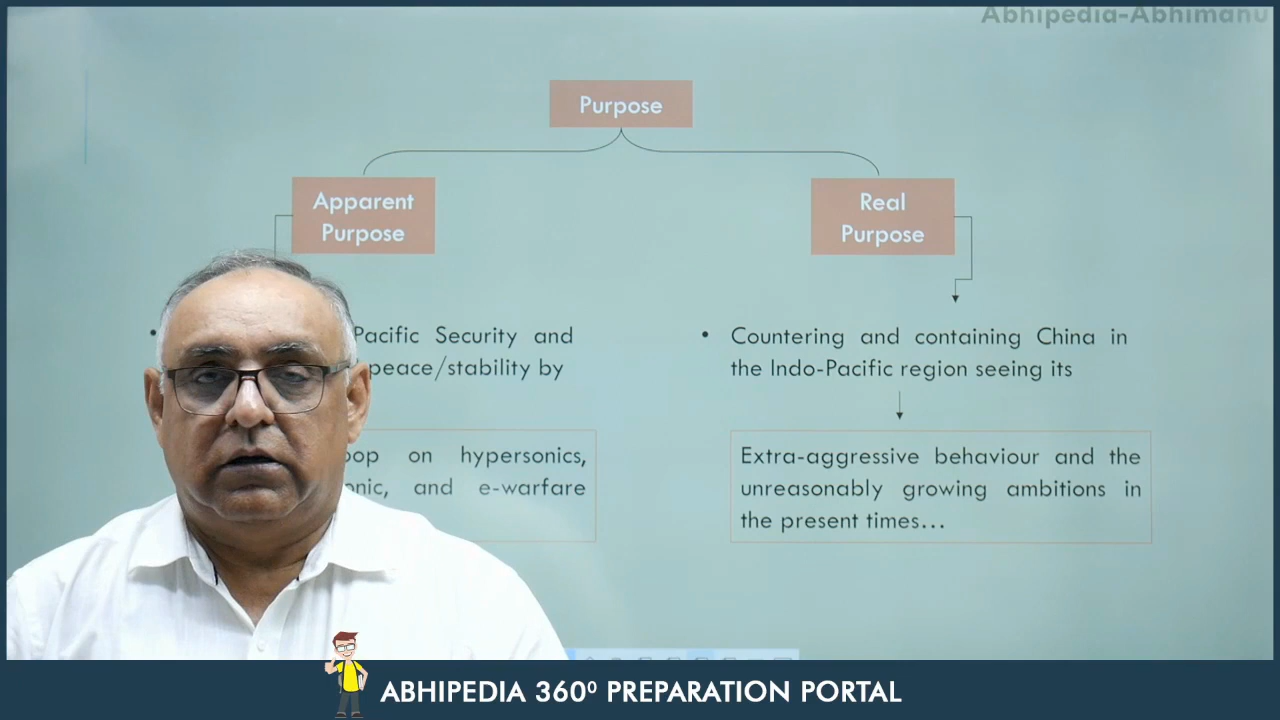 Abhipedia-Abhimanu
Purpose
Apparent
Purpose
Real
Purpose
• Pacific Security and
peace/stability by
on hypersonics,
and e-warfare
• Countering and containing China in
the Indo-Pacific region seeing its
Extra-aggressive behaviour and the
unreasonably growing ambitions in
the present times...
ABHIPEDIA 360⁰ PREPARATION PORTAL